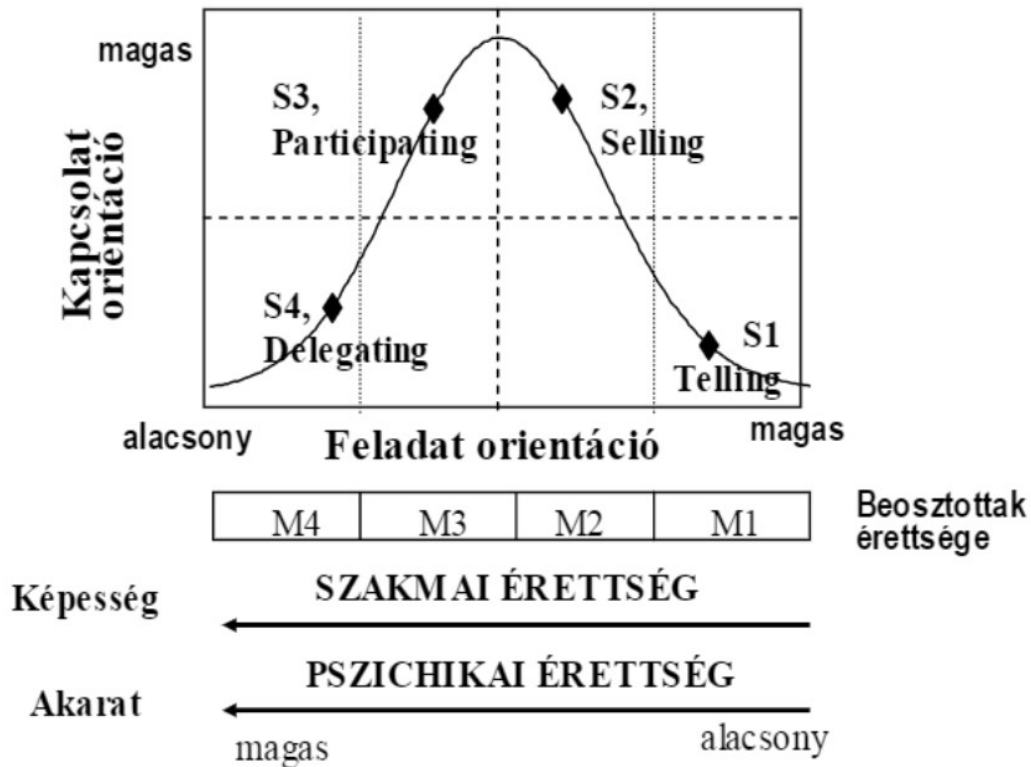 magas
Kapcsolat
orientáció
S3,
Participating
S2,
Selling
S4,
Delegating
S1
Telling
alacsony
Feladat orientáció
magas
M4 M3 M2 M1
Beosztottak
érettsége
Képesség
SZAKMAI ÉRETTSÉG
PSZICHIKAI ÉRETTSÉG
Akarat
magas
alacsony